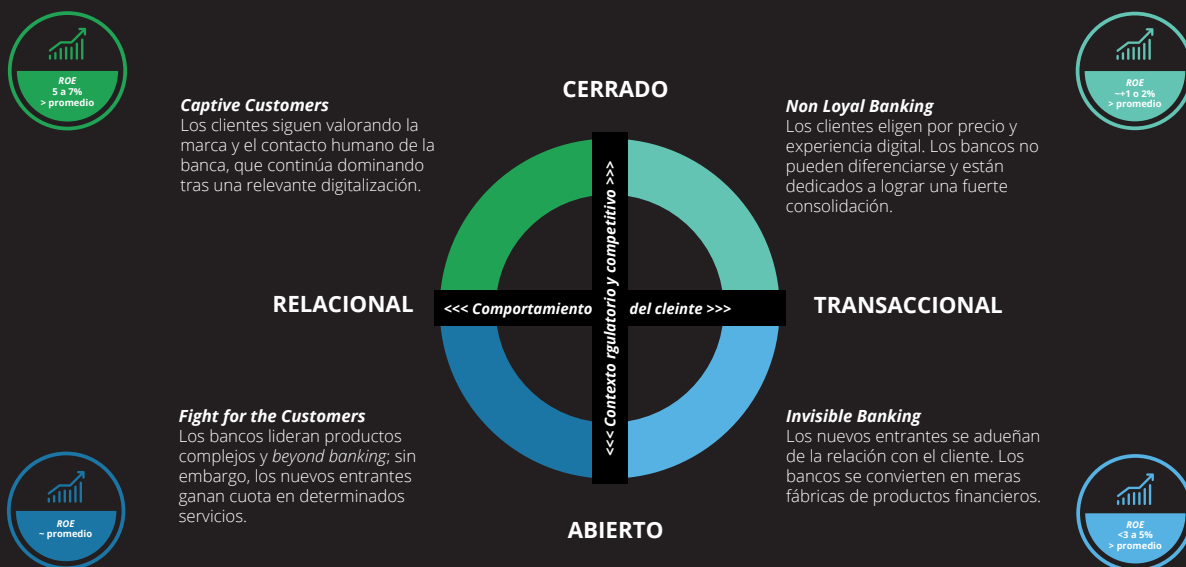 ROE
5 a 7%
> promedio
Captive Customers
Los clientes siguen valorando la
marca y el contacto humano de la
banca, que continúa dominando
tras una relevante digitalización.
CERRADO
Non Loyal Banking
Los clientes eligen por precio y
experiencia digital. Los bancos no
pueden diferenciarse y están
dedicados a lograr una fuerte
consolidación.
ROE
~+1 o 2%
> promedio
RELACIONAL
<<< Comportamiento del cleinte >>>
<<< Contexto rgulatorio y competitivo >>>
TRANSACCIONAL
Fight for the Customers
Los bancos lideran productos
complejos y beyond banking; sin
embargo, los nuevos entrantes
ganan cuota en determinados
servicios.
ROE
~ promedio
ABIERTO
Invisible Banking
Los nuevos entrantes se adueñan
de la relación con el cliente. Los
bancos se convierten en meras
fábricas de productos financieros.
ROE
<3 a 5%
> promedio